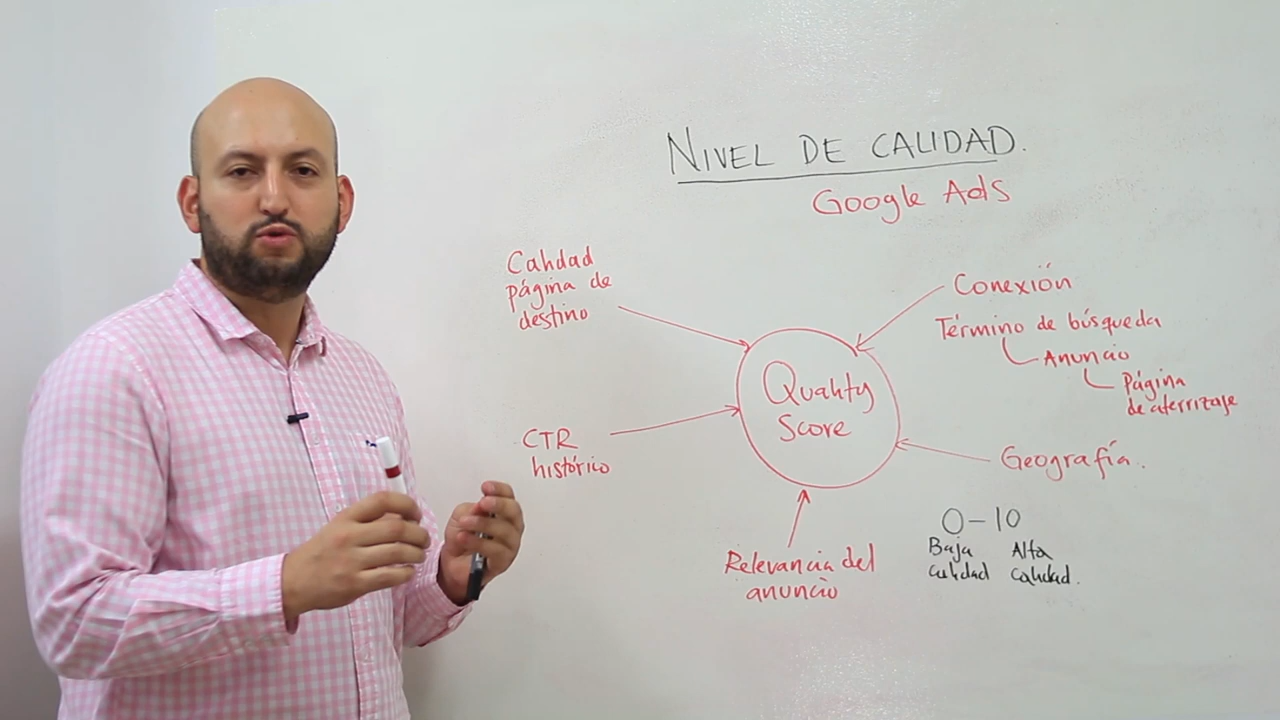 NIVEL DE CALIDAD.
Google Ads
Calidad
página de
destino
CTR
histórico
Quality
Score
Relevancia del
anuncio
Conexión
Término de búsqueda
Anuncio
Página
de aterrizaje
Geografía.
0-10
Baja
calidad
Alta
calidad.